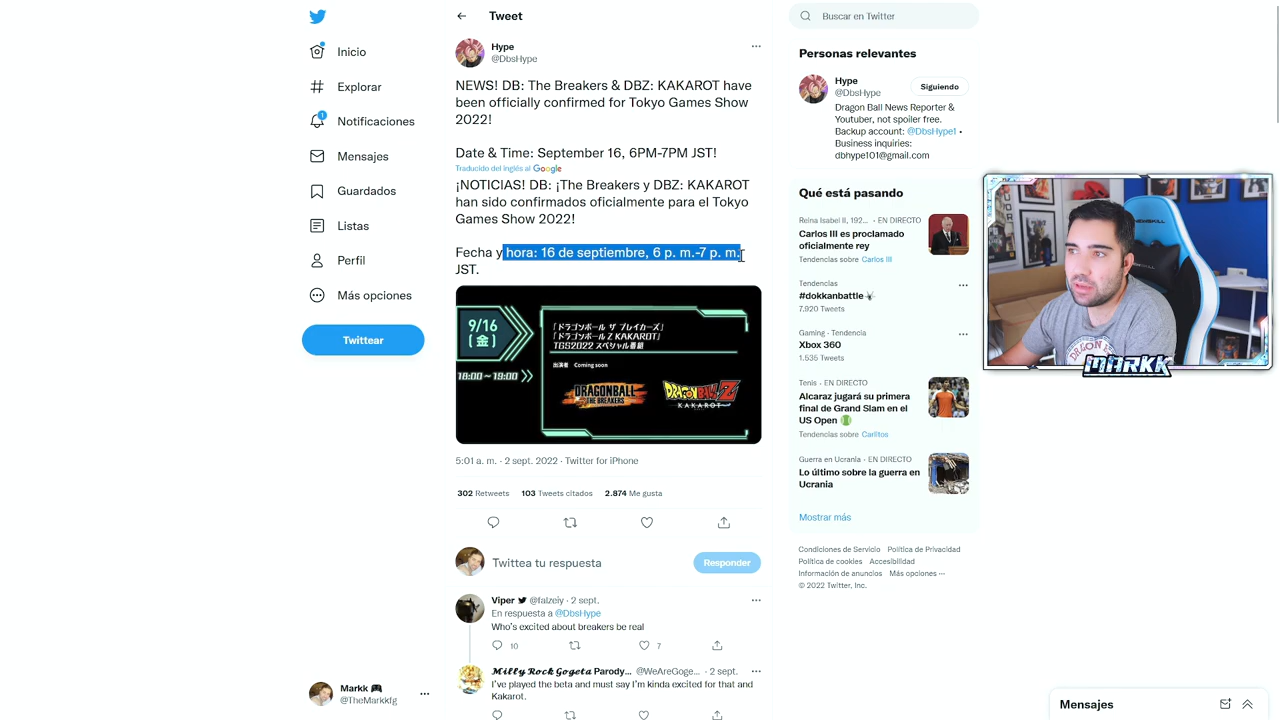 Tweet
Buscar en Twitter
Inicio
Explorar
1
Notificaciones
Mensajes
Guardados
Listas
Perfil
Más opciones
Twittear
Markk 🎮
@TheMarkkfg
Hype
@DbsHype
NEWS! DB: The Breakers & DBZ: KAKAROT have
been officially confirmed for Tokyo Games Show
2022!
Date & Time: September 16, 6PM-7PM JST!
Traducido del inglés al Google
¡NOTICIAS! DB: ¡The Breakers y DBZ: KAKAROT
han sido confirmados oficialmente para el Tokyo
Games Show 2022!
Fecha y hora: 16 de septiembre, 6 p. m.-7 p. m.
JST.
9/16
(金)
18:00~19:00
『ドラゴンボール ザ ブレイカーズ』
『ドラゴンボールZ KAKAROT』
TGS2022 スペシャル番組
出演者 Coming soon
DRAGONBALL
THE BREAKERS
DRAGON BALL Z
KAKAROT
5:01 a. m. · 2 sept. 2022 · Twitter for iPhone
302 Retweets 103 Tweets citados 2.874 Me gusta
Twittea tu respuesta
Responder
Viper @falzeiy · 2 sept.
En respuesta a @DbsHype
Who's excited about breakers be real
10 7
Milly Rock Gogeta Parody... @WeAreGoge... · 2 sept.
I've played the beta and must say I'm kinda excited for that and
Kakarot.
Personas relevantes
Hype
@DbsHype
Siguiendo
Dragon Ball News Reporter &
Youtuber, not spoiler free.
Backup account: @DbsHype1 •
Business inquiries:
dbhype101@gmail.com
Qué está pasando
Reina Isabel II, 192... · EN DIRECTO
Carlos III es proclamado
oficialmente rey
Tendencias sobre Carlos III
Tendencias
#dokkanbattle
7.920 Tweets
Gaming · Tendencia
Xbox 360
1.535 Tweets
Tenis · EN DIRECTO
Alcaraz jugará su primera
final de Grand Slam en el
US Open
Tendencias sobre Carlitos
Guerra en Ucrania · EN DIRECTO
Lo último sobre la guerra en
Ucrania
Mostrar más
Condiciones de Servicio Política de Privacidad
Política de cookies Accesibilidad
Información de anuncios Más opciones ···
© 2022 Twitter, Inc.
MARKK
Mensajes